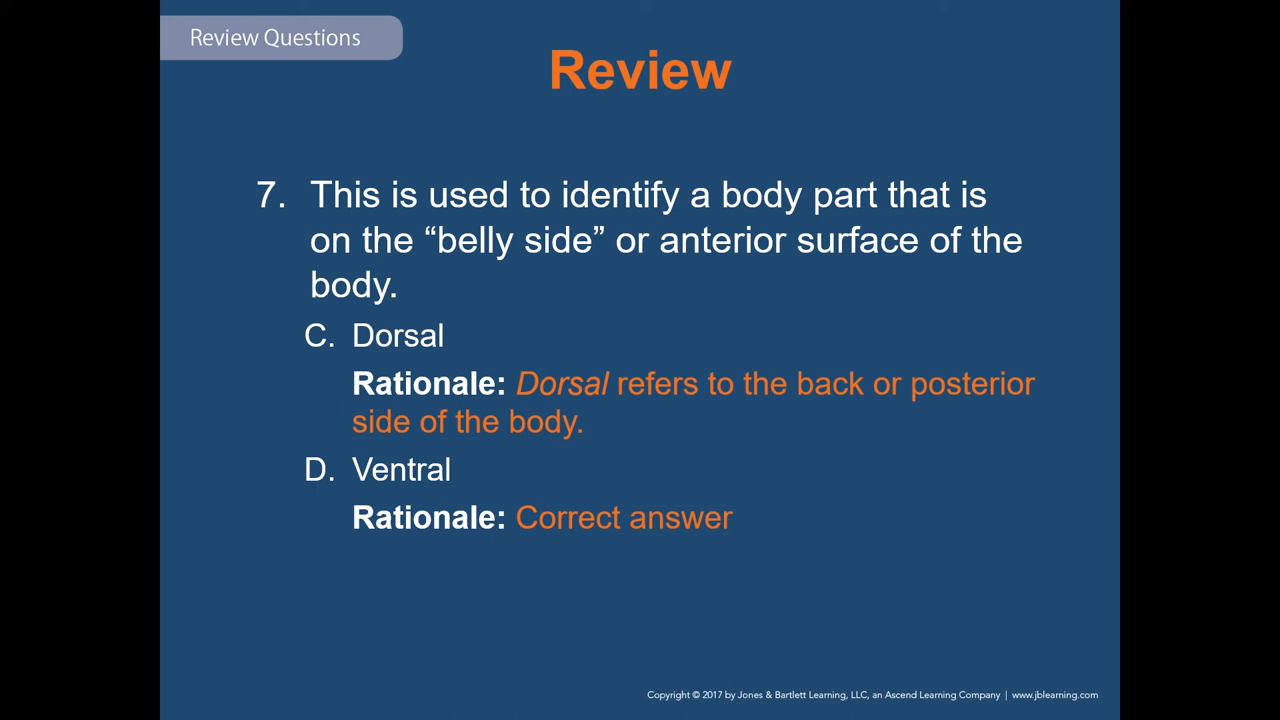 Review Questions
Review
7. This is used to identify a body part that is
on the “belly side” or anterior surface of the
body.
C. Dorsal
Rationale: Dorsal refers to the back or posterior
side of the body.
D. Ventral
Rationale: Correct answer
Copyright © 2017 by Jones & Bartlett Learning, LLC, an Ascend Learning Company | www.jblearning.com